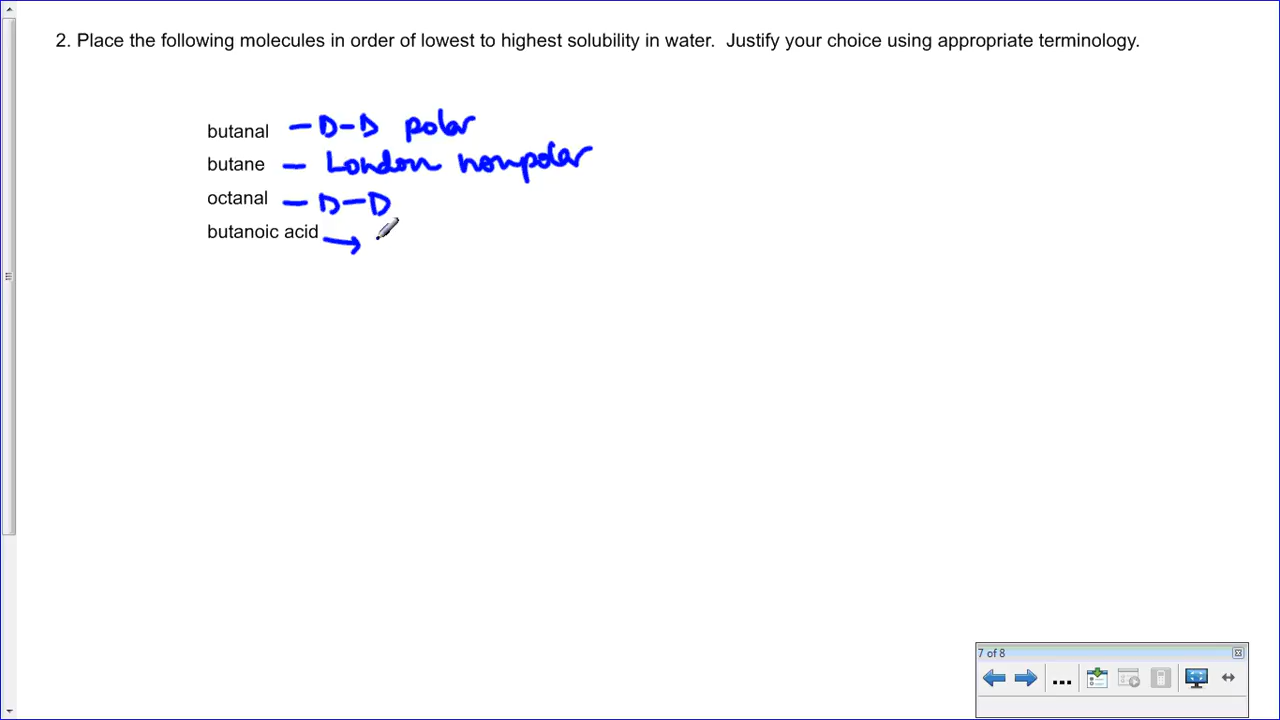 2. Place the following molecules in order of lowest to highest solubility in water. Justify your choice using appropriate terminology.
butanal – D-D polar
butane – London nonpolar
octanal – D-D
butanoic acid →
7 of 8
...